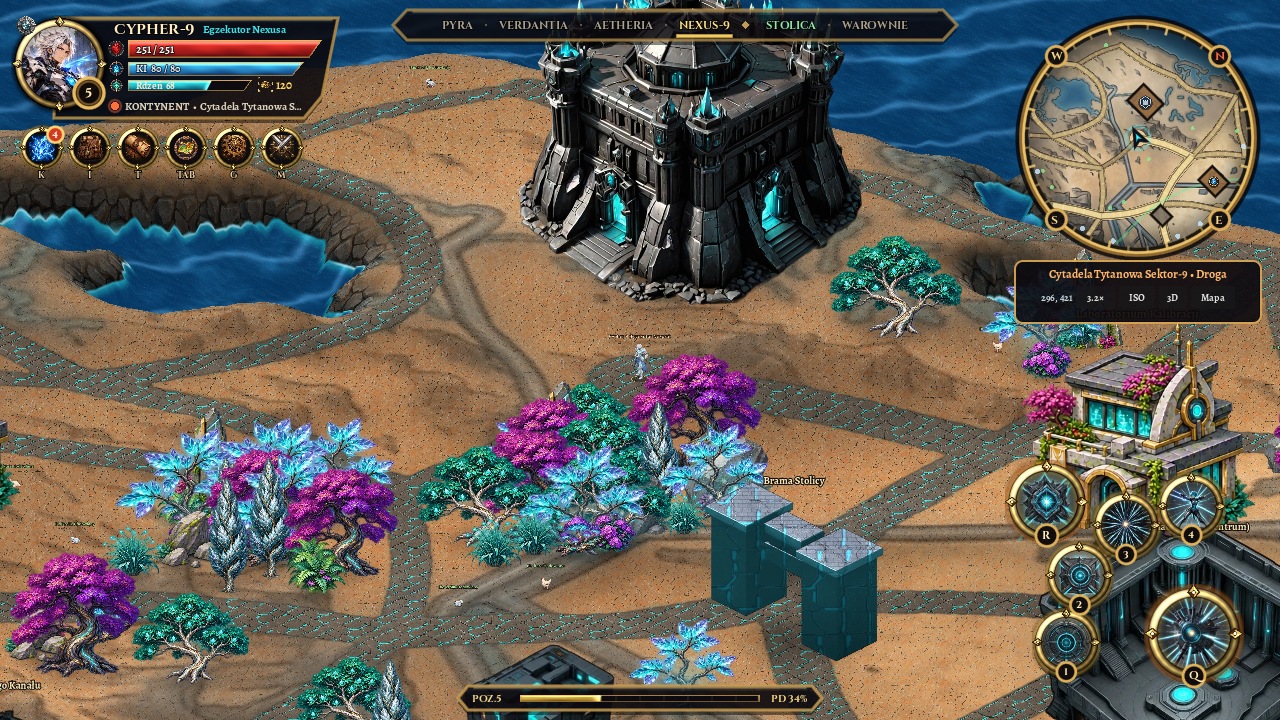 PYRA · VERDANTIA · AETHERIA · NEXUS-9 ◆ STOLICA · WAROWNIE
CYPHER-9 Egzekutor Nexusa
251 / 251
KI 80 / 80
Rdzeń 68
120
5
KONTYNENT • Cytadela Tytanowa S...
4
K
I
T
TAB
G
M
W
N
S
E
Cytadela Tytanowa Sektor-9 • Droga
296, 421 3.2× ISO 3D Mapa
Brama Stolicy
R
3
4
2
1
Q
go Kanału
POZ.5 PD 34%